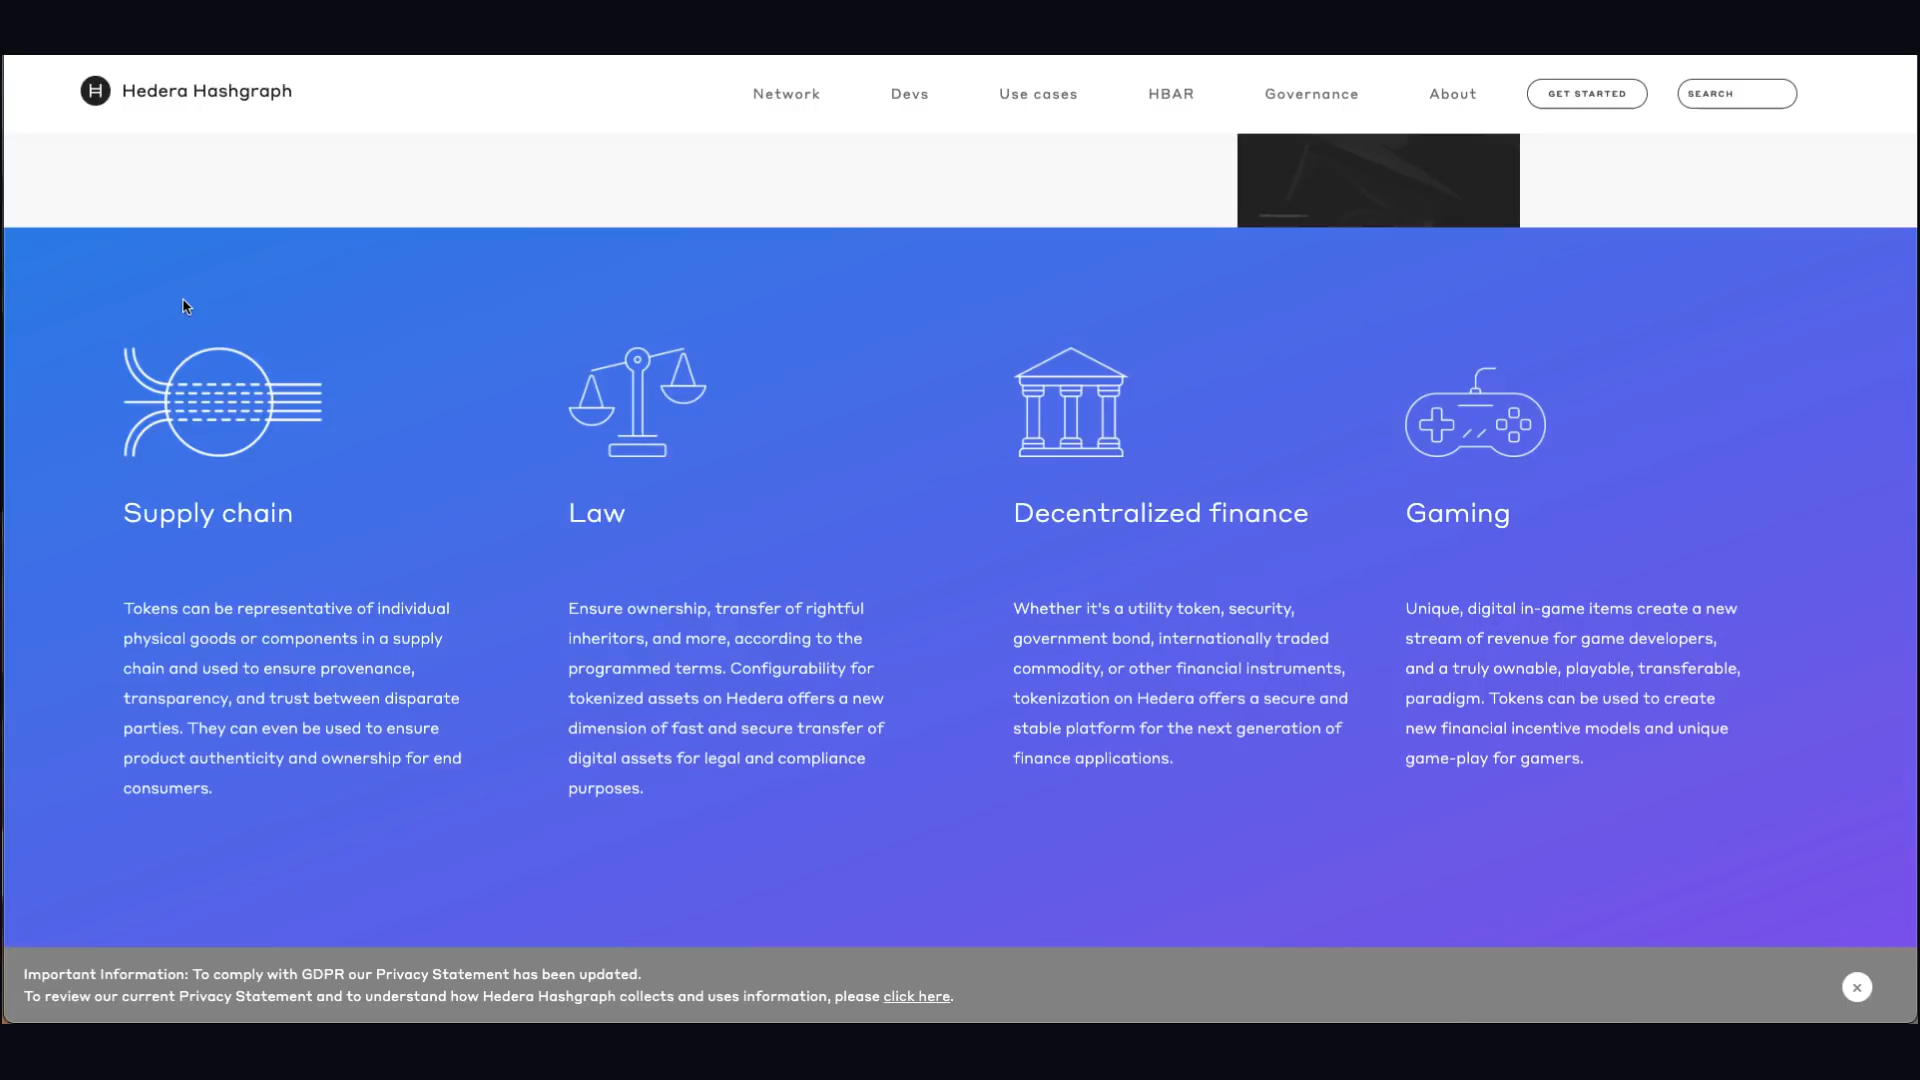 Hedera Hashgraph
Network
Devs
Use cases
HBAR
Governance
About
GET STARTED
SEARCH
Supply chain
Tokens can be representative of individual
physical goods or components in a supply
chain and used to ensure provenance,
transparency, and trust between disparate
parties. They can even be used to ensure
product authenticity and ownership for end
consumers.
Law
Ensure ownership, transfer of rightful
inheritors, and more, according to the
programmed terms. Configurability for
tokenized assets on Hedera offers a new
dimension of fast and secure transfer of
digital assets for legal and compliance
purposes.
Decentralized finance
Whether it's a utility token, security,
government bond, internationally traded
commodity, or other financial instruments,
tokenization on Hedera offers a secure and
stable platform for the next generation of
finance applications.
Gaming
Unique, digital in-game items create a new
stream of revenue for game developers,
and a truly ownable, playable, transferable,
paradigm. Tokens can be used to create
new financial incentive models and unique
game-play for gamers.
Important Information: To comply with GDPR our Privacy Statement has been updated.
To review our current Privacy Statement and to understand how Hedera Hashgraph collects and uses information, please click here.